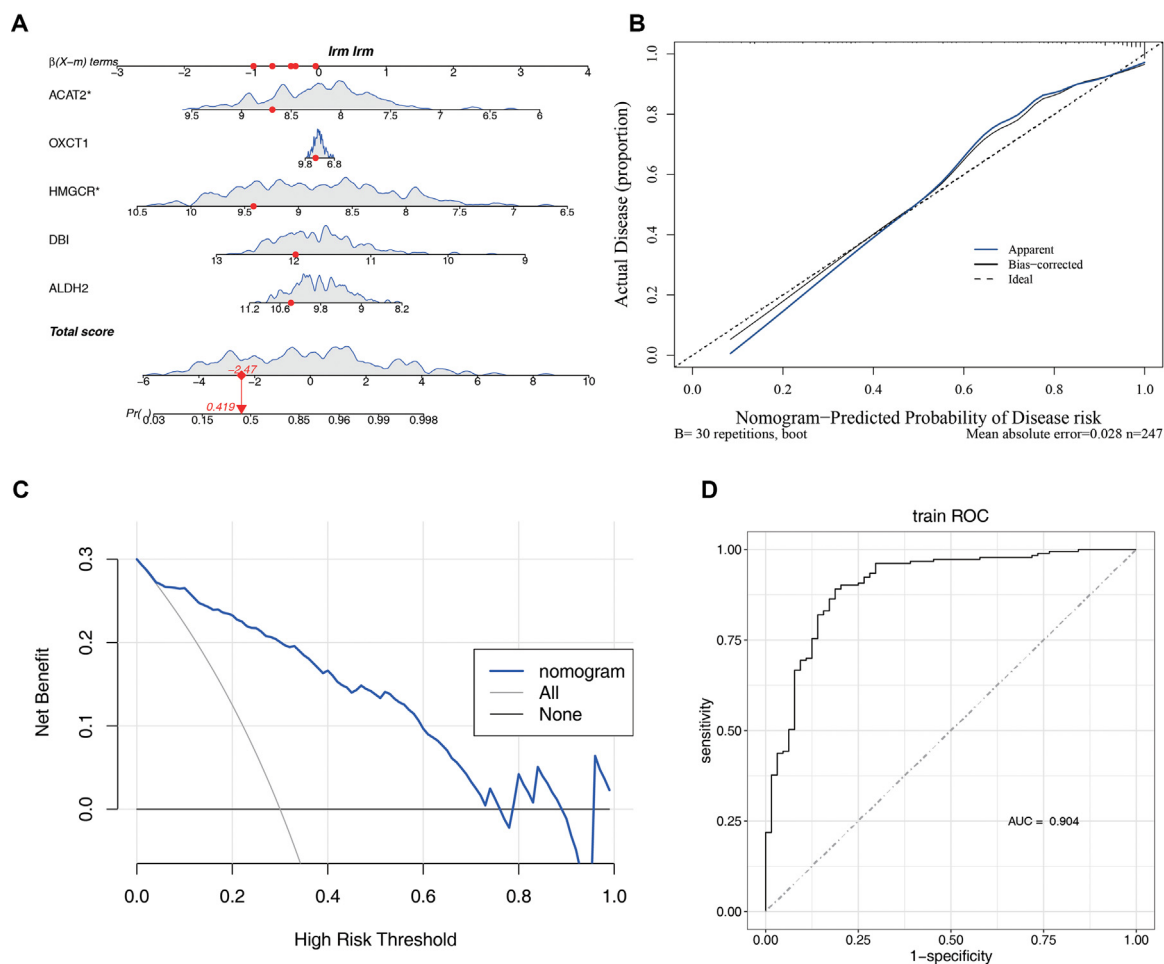 A
lrm lrm
β(X−m) terms
-3 -2 -1 0 1 2 3 4
ACAT2*
9.5 9 8.5 8 7.5 7 6.5 6
OXCT1
9.8 6.8
HMGCR*
10.5 10 9.5 9 8.5 8 7.5 7 6.5
DBI
13 12 11 10 9
ALDH2
11.2 10.6 9.8 9 8.2
Total score
−2.47
-6 -4 -2 0 2 4 6 8 10
0.419
Pr( ) 0.03 0.15 0.5 0.85 0.96 0.99 0.998
B
Actual Disease (proportion)
1.0
0.8
0.6
0.4
0.2
0.0
Apparent
Bias−corrected
Ideal
0.0 0.2 0.4 0.6 0.8 1.0
Nomogram−Predicted Probability of Disease risk
B= 30 repetitions, boot Mean absolute error=0.028 n=247
C
Net Benefit
0.3
0.2
0.1
0.0
nomogram
All
None
0.0 0.2 0.4 0.6 0.8 1.0
High Risk Threshold
D
train ROC
sensitivity
1.00
0.75
0.50
0.25
0.00
AUC = 0.904
0.00 0.25 0.50 0.75 1.00
1-specificity